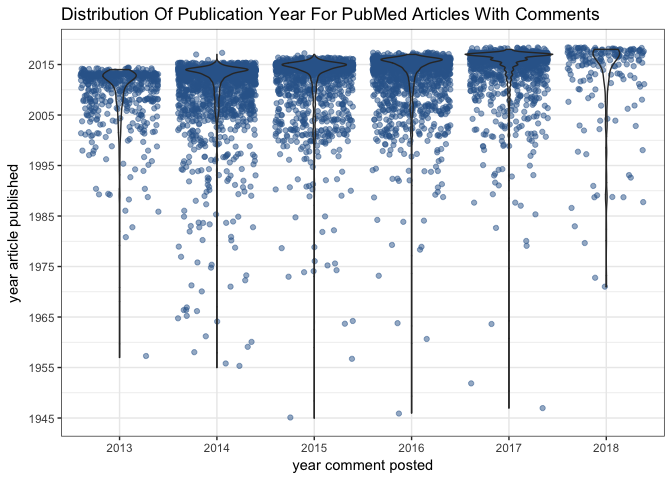 Distribution Of Publication Year For PubMed Articles With Comments
year article published
2015
2005
1995
1985
1975
1965
1955
1945
2013 2014 2015 2016 2017 2018
year comment posted